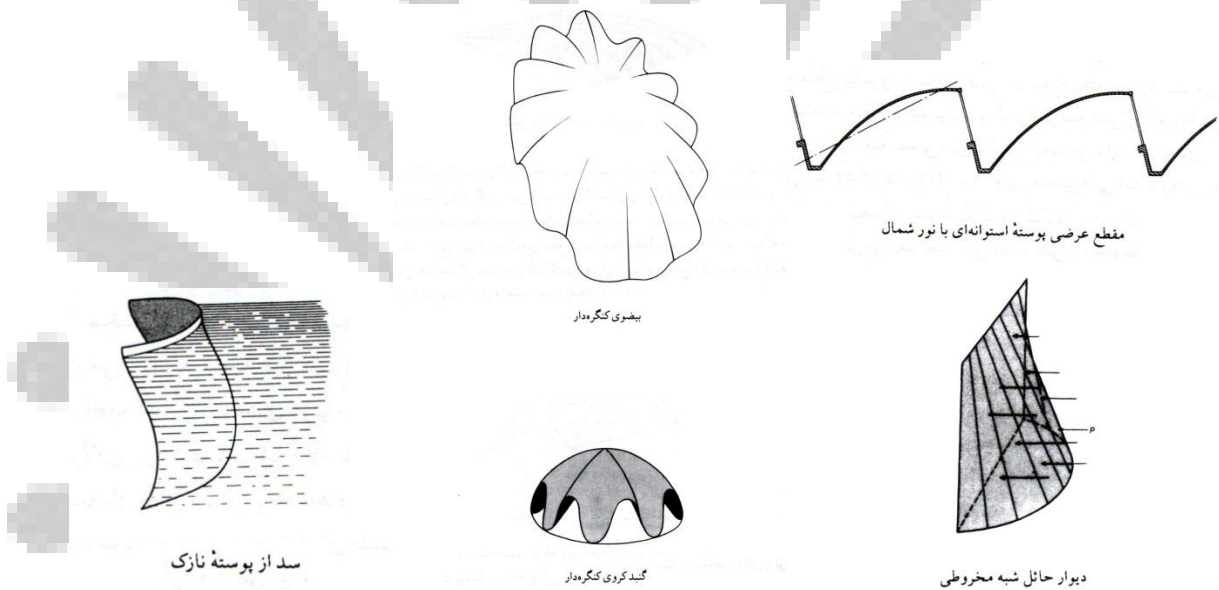 مقطع عرضی پوستهٔ استوانه‌ای با نور شمال
بیضوی کنگره‌دار
سد از پوستهٔ نازک
گنبد کروی کنگره‌دار
دیوار حائل شبه مخروطی
P